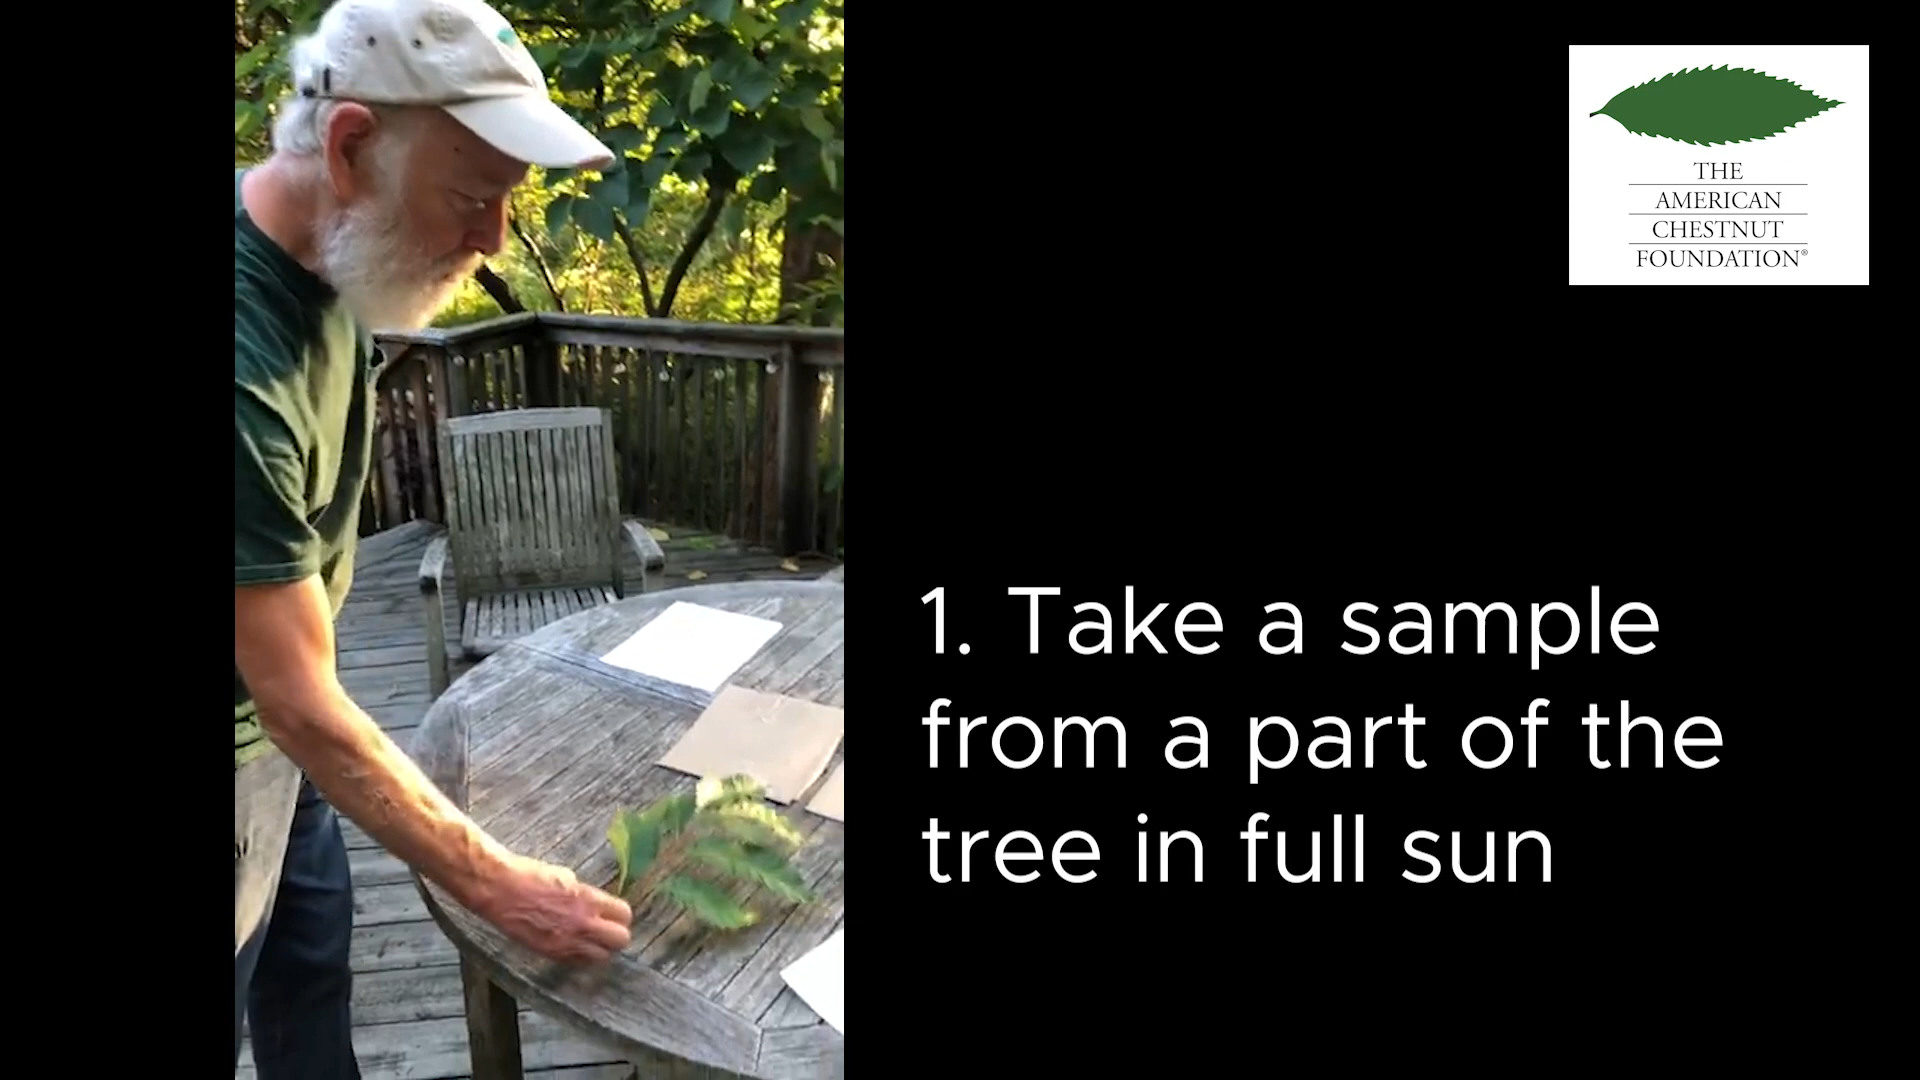 THE
AMERICAN
CHESTNUT
FOUNDATION®
1. Take a sample
from a part of the
tree in full sun